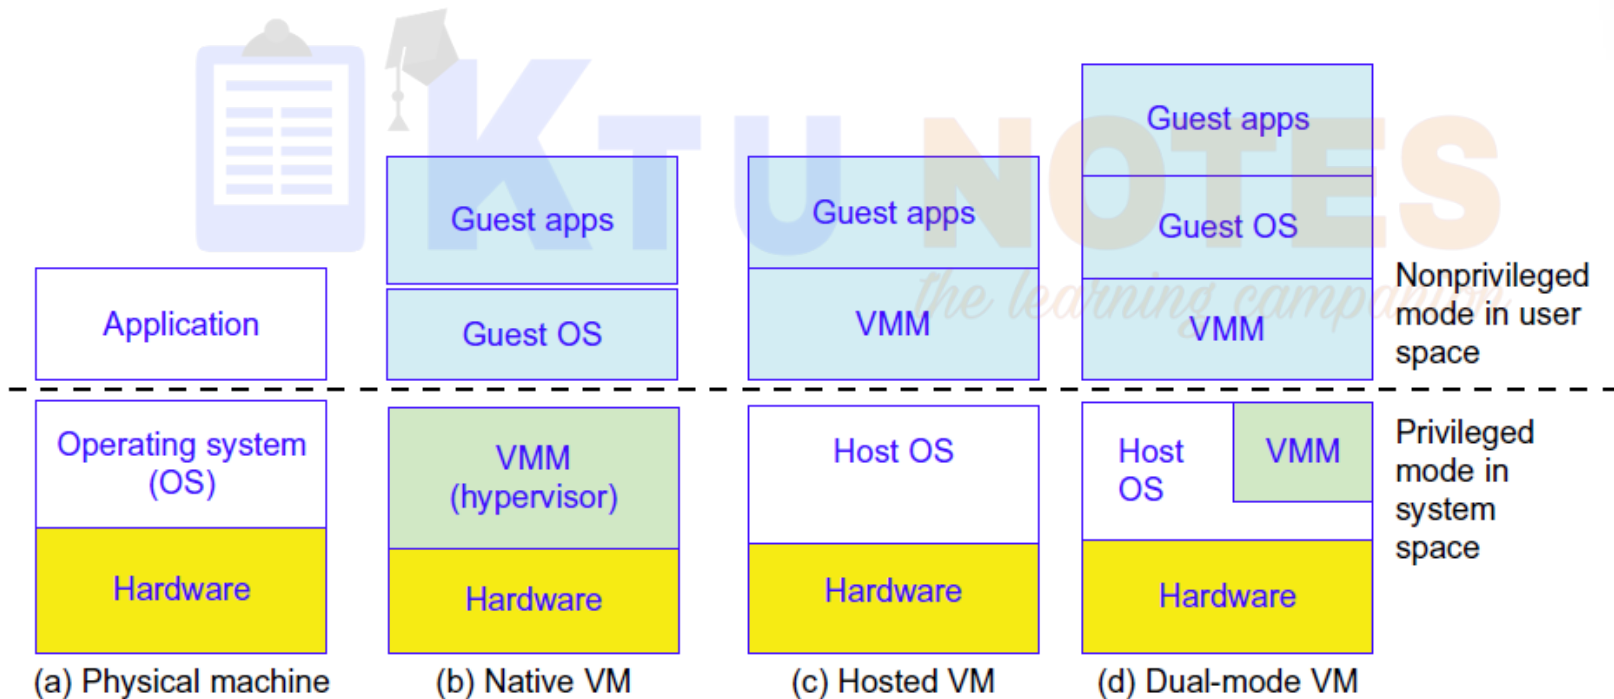 KTU NOTES
the learning companion
Guest apps
Guest OS
VMM
Guest apps
VMM
Guest apps
Guest OS
Application
Nonprivileged
mode in user
space
Operating system
(OS)
Hardware
VMM
(hypervisor)
Hardware
Host OS
Hardware
Host
OS
VMM
Hardware
Privileged
mode in
system
space
(a) Physical machine
(b) Native VM
(c) Hosted VM
(d) Dual-mode VM